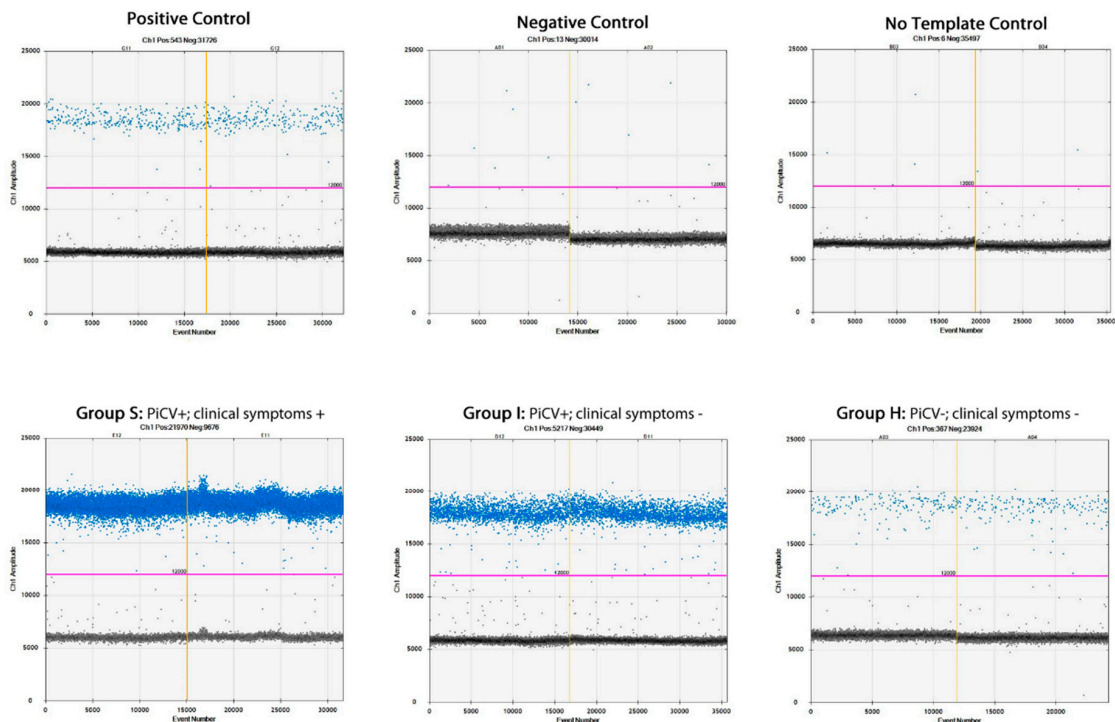 Positive Control
Ch1 Pos:543 Neg:31726
G11 G12
25000
20000
15000
12000
10000
5000
0
Ch1 Amplitude
0 5000 10000 15000 20000 25000 30000
Event Number
Negative Control
Ch1 Pos:13 Neg:30014
A01 A02
25000
20000
15000
12000
10000
5000
0
Ch1 Amplitude
0 5000 10000 15000 20000 25000 30000
Event Number
No Template Control
Ch1 Pos:6 Neg:35497
B03 B04
25000
20000
15000
12000
10000
5000
0
Ch1 Amplitude
0 5000 10000 15000 20000 25000 30000 35000
Event Number
Group S: PiCV+; clinical symptoms +
Ch1 Pos:21970 Neg:9676
E12 E11
25000
20000
15000
12000
10000
5000
0
Ch1 Amplitude
0 5000 10000 15000 20000 25000 30000
Event Number
Group I: PiCV+; clinical symptoms -
Ch1 Pos:5217 Neg:30449
D12 D11
25000
20000
15000
12000
10000
5000
0
Ch1 Amplitude
0 5000 10000 15000 20000 25000 30000 35000
Event Number
Group H: PiCV-; clinical symptoms -
Ch1 Pos:367 Neg:23924
A03 A04
25000
20000
15000
12000
10000
5000
0
Ch1 Amplitude
0 5000 10000 15000 20000
Event Number